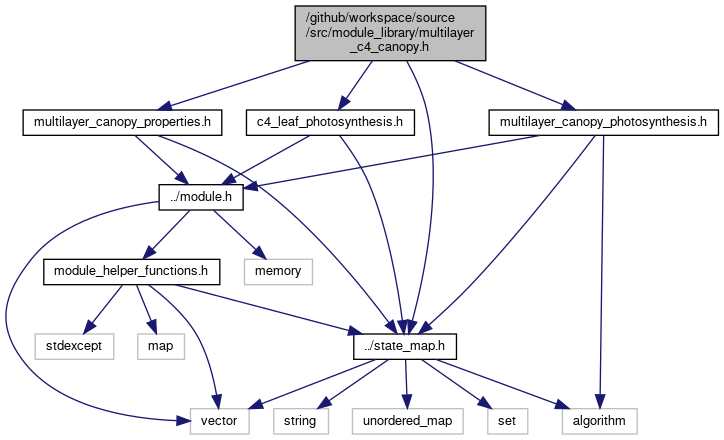 /github/workspace/source
/src/module_library/multilayer
_c4_canopy.h
multilayer_canopy_properties.h
c4_leaf_photosynthesis.h
multilayer_canopy_photosynthesis.h
../module.h
module_helper_functions.h
memory
stdexcept
map
../state_map.h
vector
string
unordered_map
set
algorithm